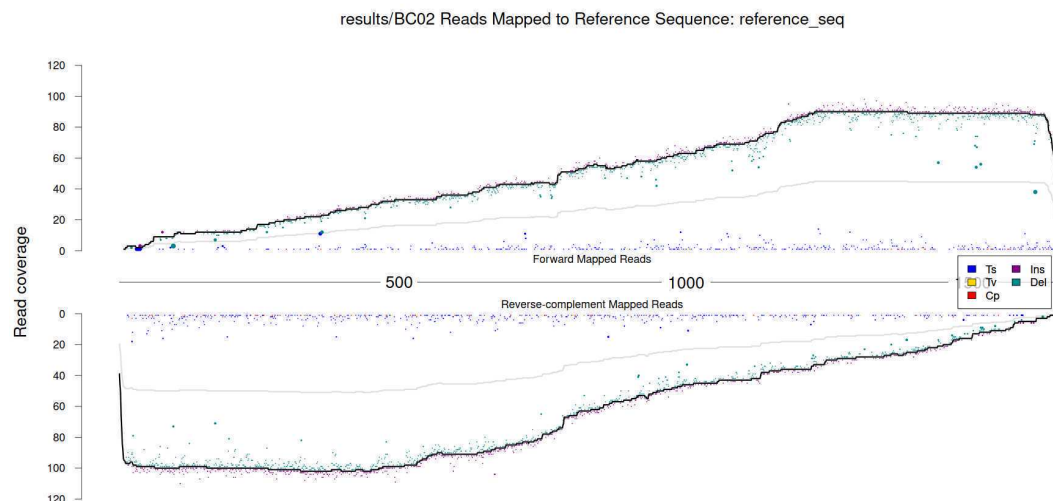 results/BC02 Reads Mapped to Reference Sequence: reference_seq
120
100
80
60
40
20
0
Read coverage
Forward Mapped Reads
500
1000
1500
Reverse-complement Mapped Reads
Ts
Tv
Cp
Ins
Del
0
20
40
60
80
100
120